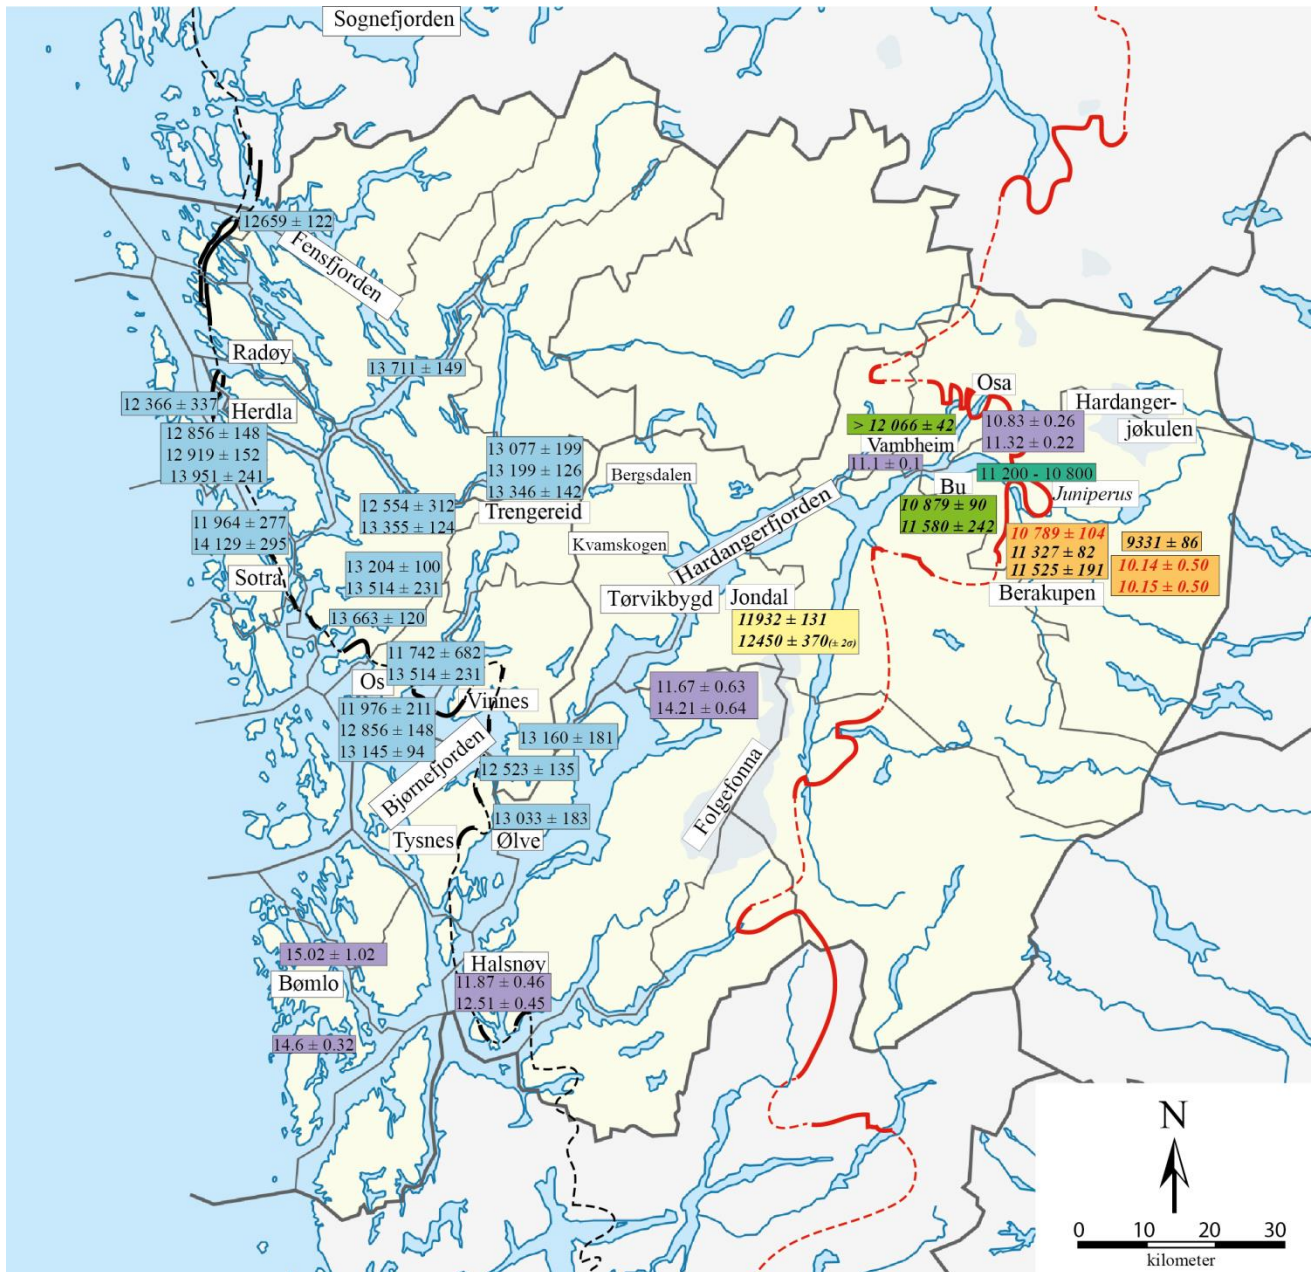 Sognefjorden
12659 ± 122
Fensfjorden
Radøy
13 711 ± 149
12 366 ± 337
Herdla
12 856 ± 148
12 919 ± 152
13 951 ± 241
13 077 ± 199
13 199 ± 126
13 346 ± 142
Trengereid
12 554 ± 312
13 355 ± 124
11 964 ± 277
14 129 ± 295
Sotra
13 204 ± 100
13 514 ± 231
13 663 ± 120
11 742 ± 682
13 514 ± 231
Os
Vinnes
11 976 ± 211
12 856 ± 148
13 145 ± 94
Bjørnefjorden
13 160 ± 181
12 523 ± 135
13 033 ± 183
Tysnes
Ølve
Bergsdalen
Kvamskogen
Hardangerfjorden
Tørvikbygd
Jondal
11932 ± 131
12450 ± 370(± 2σ)
11.67 ± 0.63
14.21 ± 0.64
Folgefonna
Osa
> 12 066 ± 42
Vambheim
11.1 ± 0.1
10.83 ± 0.26
11.32 ± 0.22
Hardanger-
jøkulen
11 200 - 10 800
Bu
Juniperus
10 879 ± 90
11 580 ± 242
10 789 ± 104
11 327 ± 82
11 525 ± 191
Berakupen
9331 ± 86
10.14 ± 0.50
10.15 ± 0.50
15.02 ± 1.02
Bømlo
14.6 ± 0.32
Halsnøy
11.87 ± 0.46
12.51 ± 0.45
N
0 10 20 30
kilometer